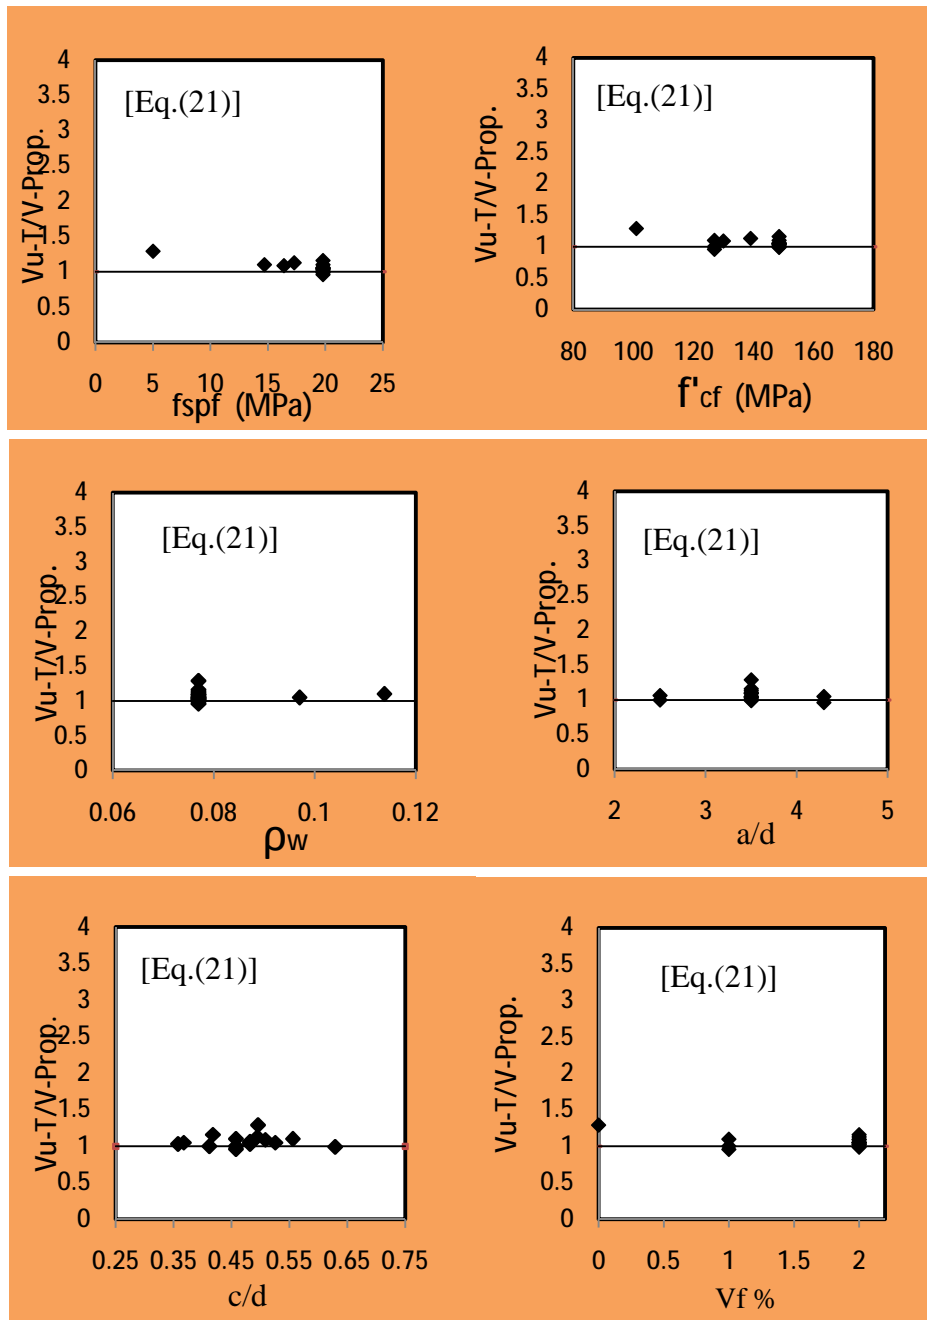 4
3.5
3
2.5
2
1.5
1
0.5
0
Vu-T/V-Prop.
[Eq.(21)]
0 5 10 15 20 25
fspf (MPa)
4
3.5
3
2.5
2
1.5
1
0.5
0
Vu-T/V-Prop.
[Eq.(21)]
80 100 120 140 160 180
f'cf (MPa)
4
3.5
3
2.5
2
1.5
1
0.5
0
Vu-T/V-Prop.
[Eq.(21)]
0.06 0.08 0.1 0.12
ρw
4
3.5
3
2.5
2
1.5
1
0.5
0
Vu-T/V-Prop.
[Eq.(21)]
2 3 4 5
a/d
4
3.5
3
2.5
2
1.5
1
0.5
0
Vu-T/V-Prop.
[Eq.(21)]
0.25 0.35 0.45 0.55 0.65 0.75
c/d
4
3.5
3
2.5
2
1.5
1
0.5
0
Vu-T/V-Prop.
[Eq.(21)]
0 0.5 1 1.5 2
Vf %